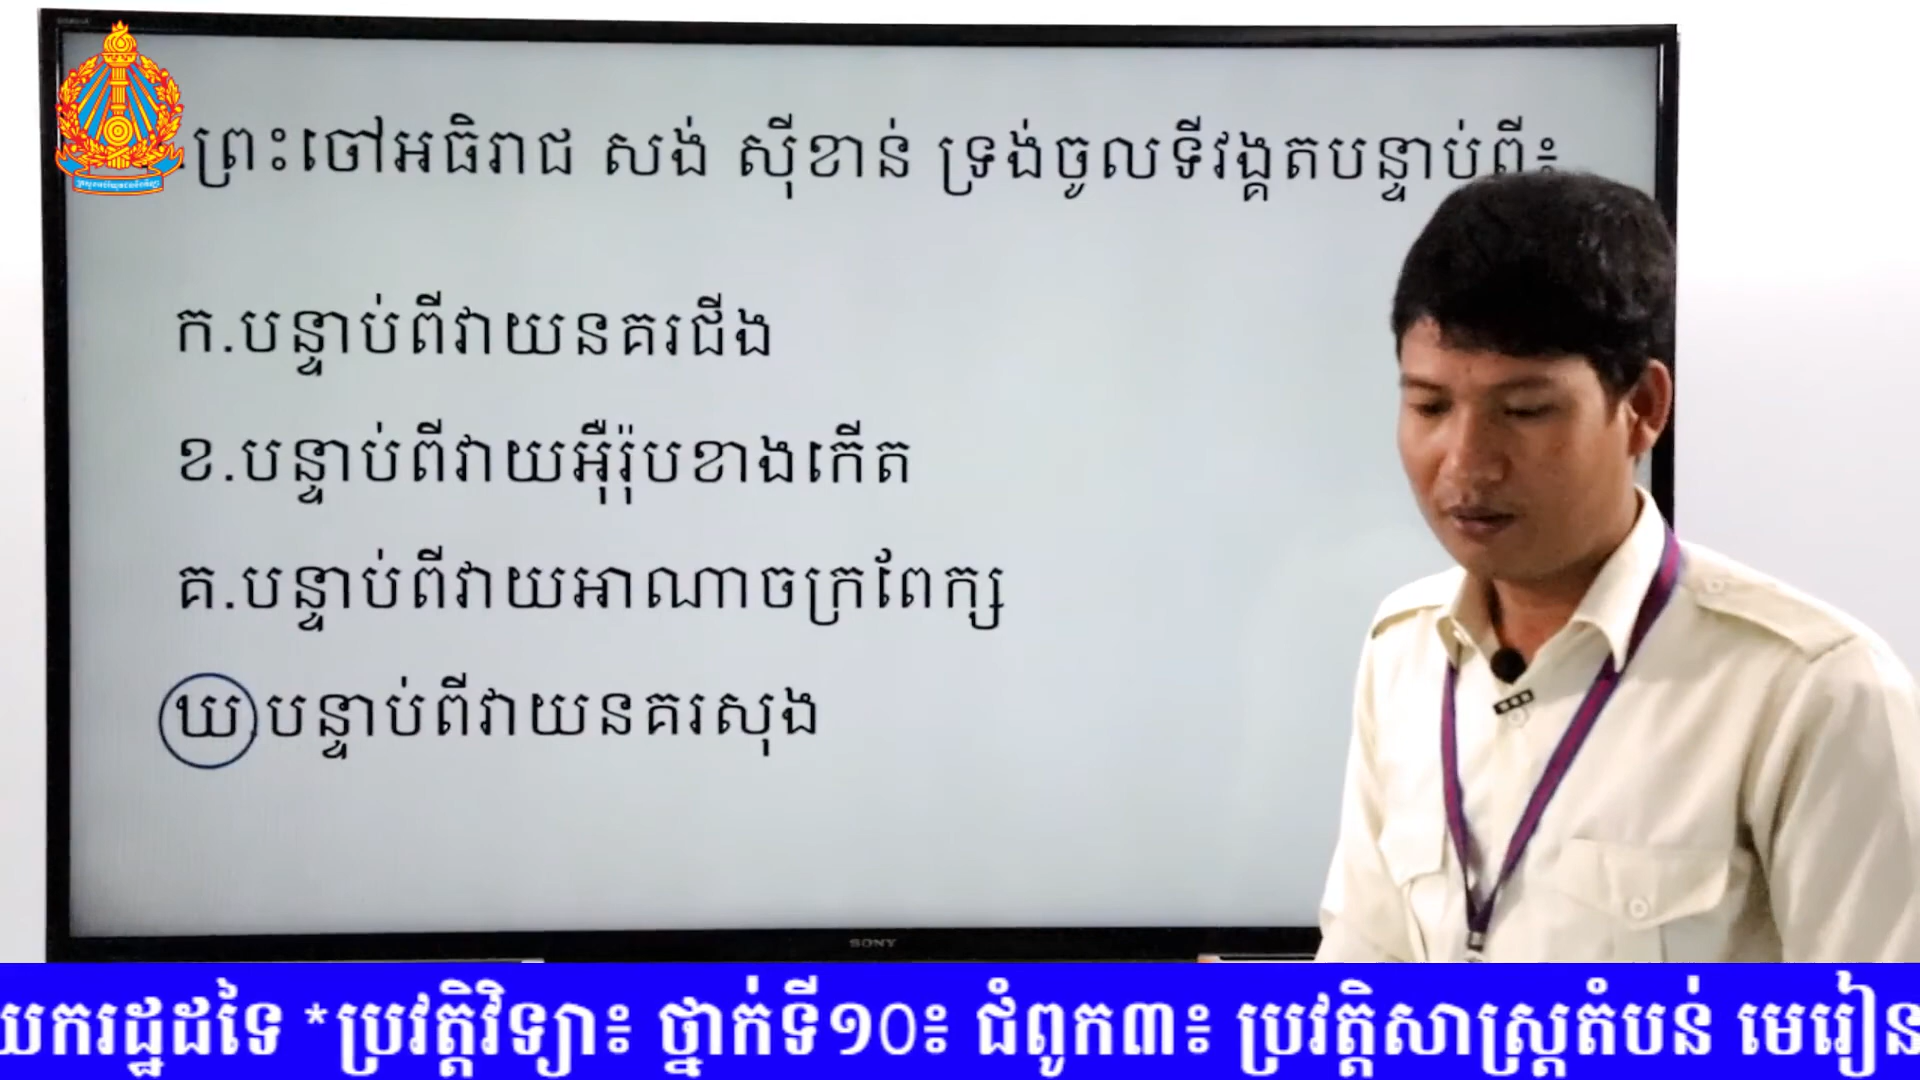 .ព្រះចៅអធិរាជ សង់ ស៊ីខាន់ ទ្រង់ចូលទីវង្គតបន្ទាប់ពី៖
ក.បន្ទាប់ពីវាយនគរជីង
ខ.បន្ទាប់ពីវាយអ៊ឺរ៉ុបខាងកើត
គ.បន្ទាប់ពីវាយអាណាចក្រពែក្ស
ឃ.បន្ទាប់ពីវាយនគរសុង
SONY
យករដ្ឋដទៃ *ប្រវត្តិវិទ្យា៖ ថ្នាក់ទី១0៖ ជំពូក៣៖ ប្រវត្តិសាស្ត្រតំបន់ មេរៀន